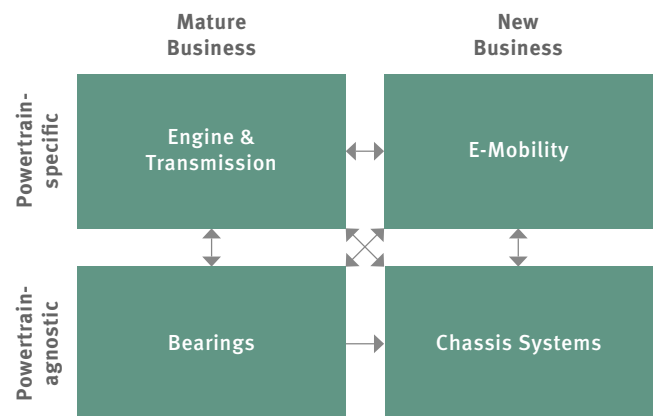 Mature
Business
New
Business
Powertrain-
specific
Engine &
Transmission
E-Mobility
Powertrain-
agnostic
Bearings
Chassis Systems